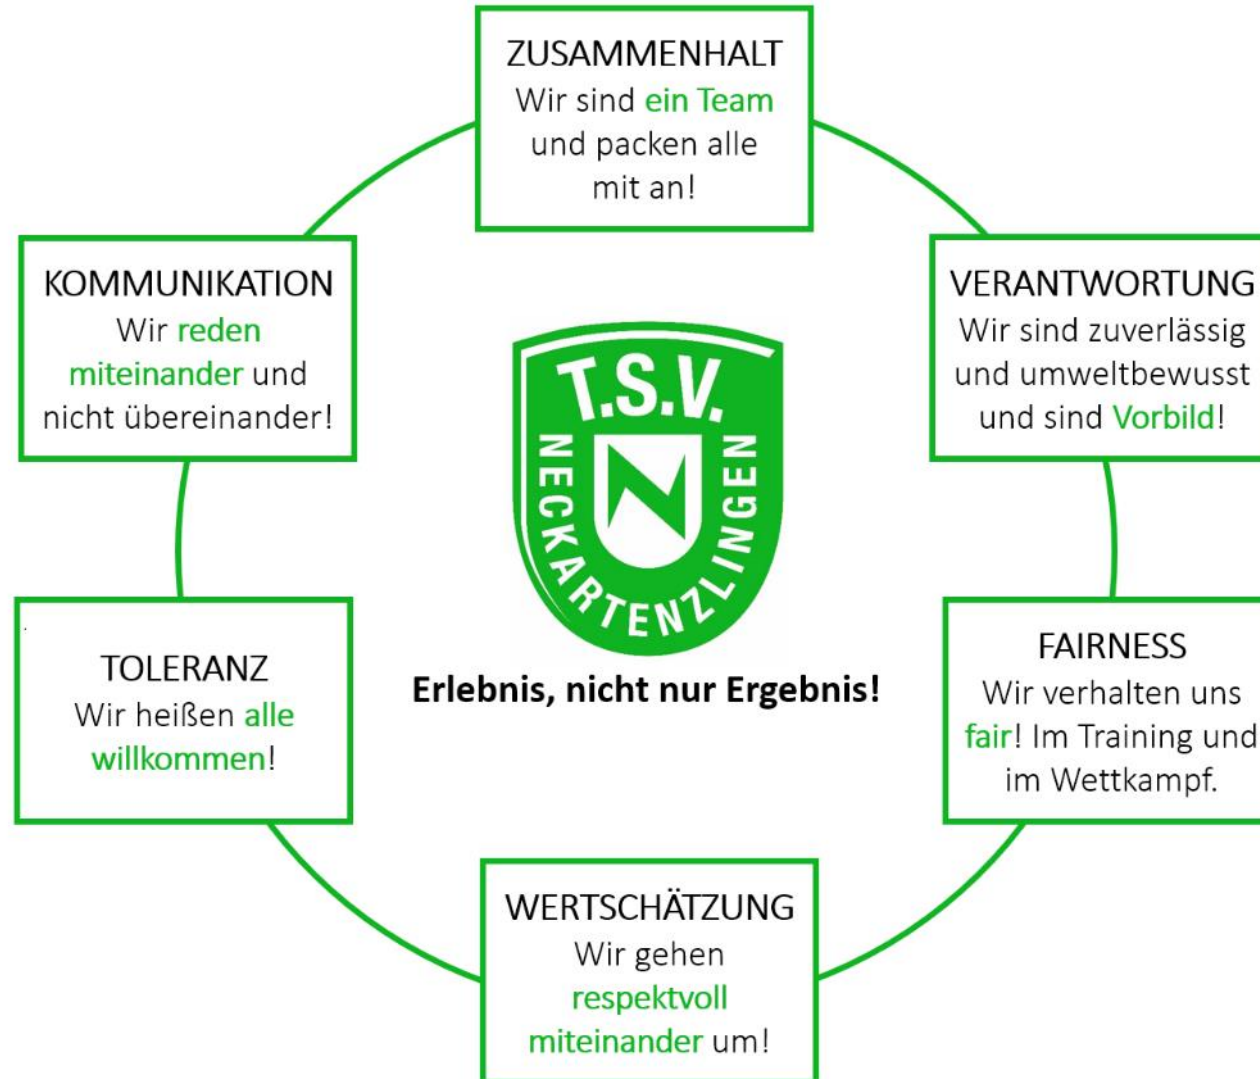 ZUSAMMENHALT
Wir sind ein Team
und packen alle
mit an!
KOMMUNIKATION
Wir reden
miteinander und
nicht übereinander!
VERANTWORTUNG
Wir sind zuverlässig
und umweltbewusst
und sind Vorbild!
T.S.V.
NECKARTENZLINGEN
N
Erlebnis, nicht nur Ergebnis!
TOLERANZ
Wir heißen alle
willkommen!
FAIRNESS
Wir verhalten uns
fair! Im Training und
im Wettkampf.
WERTSCHÄTZUNG
Wir gehen
respektvoll
miteinander um!